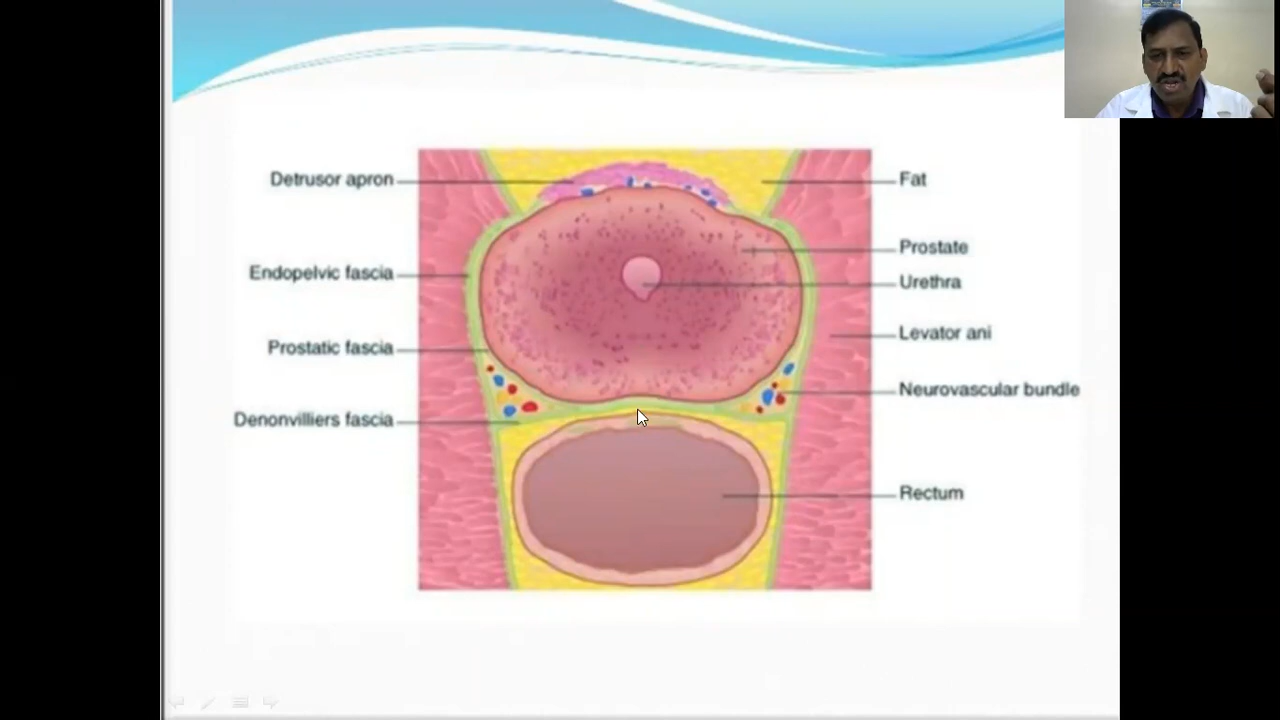 Detrusor apron
Fat
Prostate
Endopelvic fascia
Urethra
Levator ani
Prostatic fascia
Neurovascular bundle
Denonvilliers fascia
Rectum